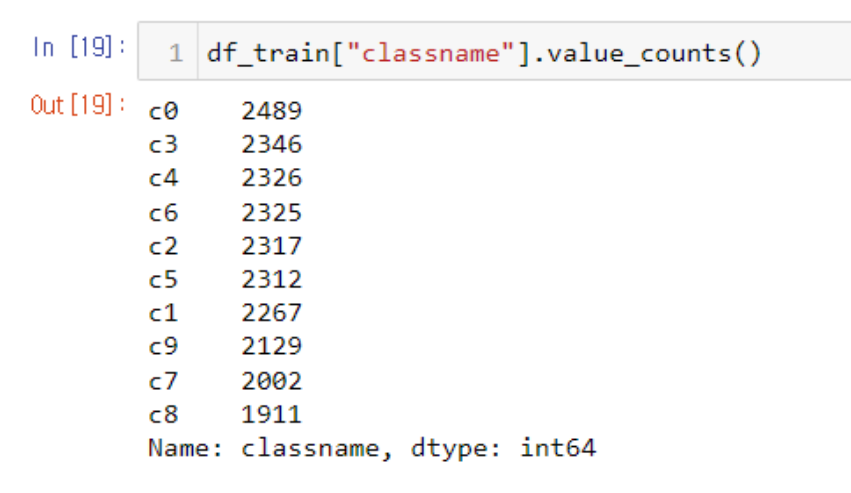 In [19]: 1 df_train["classname"].value_counts()
Out[19]: c0 2489
c3 2346
c4 2326
c6 2325
c2 2317
c5 2312
c1 2267
c9 2129
c7 2002
c8 1911
Name: classname, dtype: int64